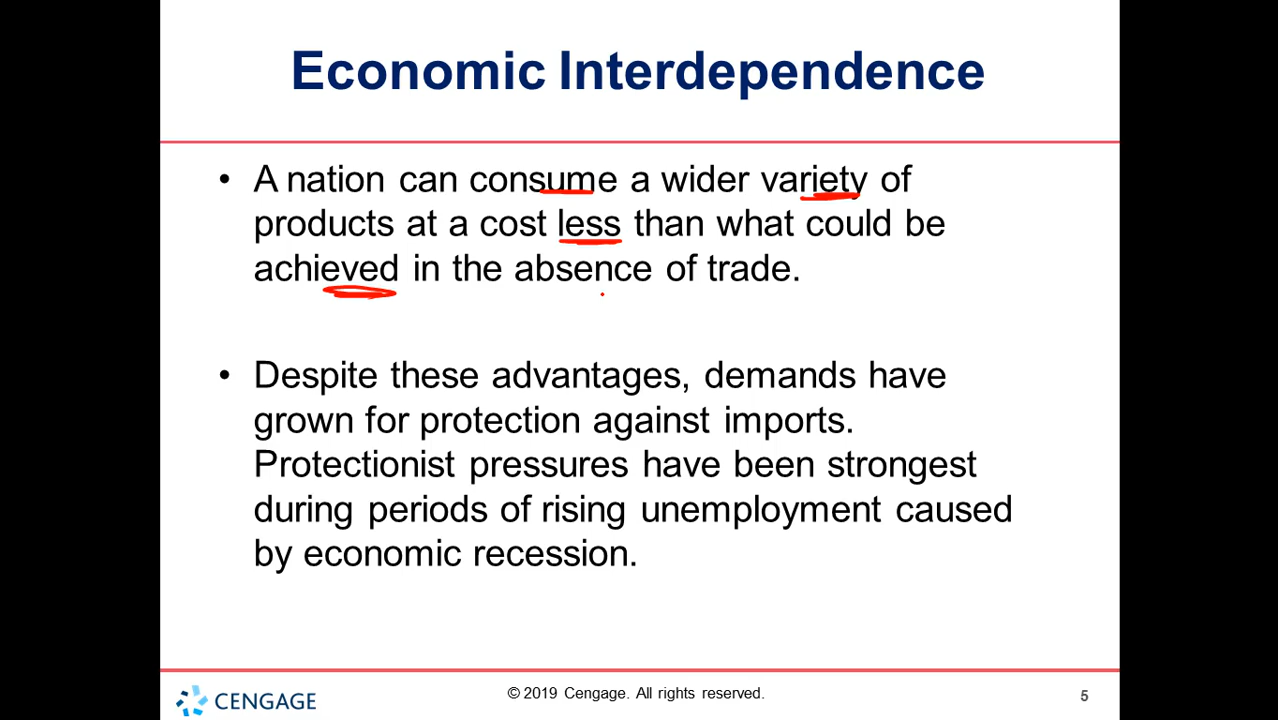 Economic Interdependence
• A nation can consume a wider variety of
products at a cost less than what could be
achieved in the absence of trade.
• Despite these advantages, demands have
grown for protection against imports.
Protectionist pressures have been strongest
during periods of rising unemployment caused
by economic recession.
CENGAGE
© 2019 Cengage. All rights reserved.
5